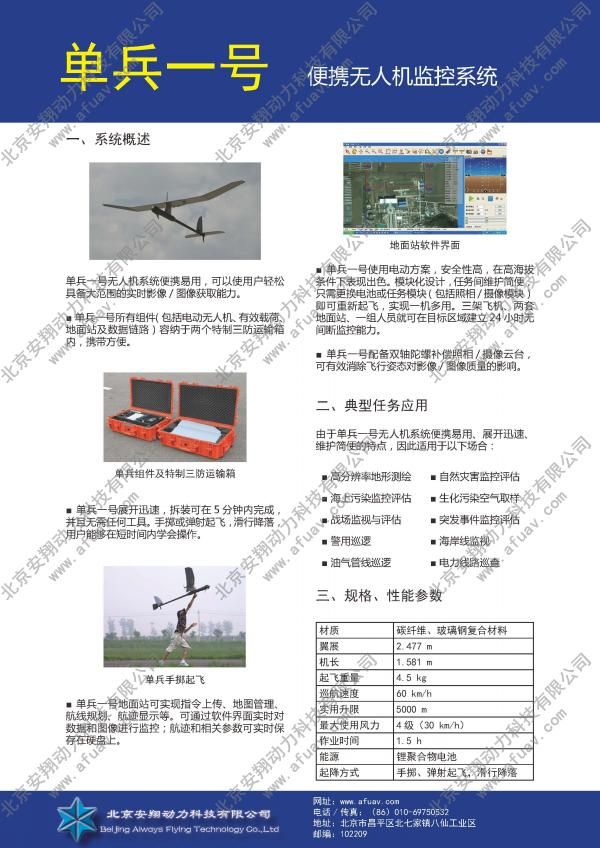 单兵一号 便携无人机监控系统
一、系统概述
单兵一号无人机系统便携易用，可以使用户轻松
具备大范围的实时影像/图像获取能力。
■ 单兵一号所有组件(包括电动无人机、有效载荷、
地面站及数据链路)容纳于两个特制三防运输箱
内，携带方便。
单兵组件及特制三防运输箱
■ 单兵一号展开迅速，拆装可在5分钟内完成，
并且无需任何工具。手掷或弹射起飞，滑行降落，
用户能够在短时间内学会操作。
单兵手掷起飞
■ 单兵一号地面站可实现指令上传、地图管理、
航线规划、航迹显示等。可通过软件界面实时对
数据和图像进行监控；航迹和相关参数可实时保
存在硬盘上。
地面站软件界面
■ 单兵一号使用电动方案，安全性高，在高海拔
条件下表现出色。模块化设计，任务间维护简便，
只需更换电池或任务模块(包括照相/摄像模块)
即可重新起飞，实现一机多用。三架飞机、两套
地面站、一组人员就可在目标区域建立24小时无
间断监控能力。
■ 单兵一号配备双轴陀螺补偿照相/摄像云台，
可有效消除飞行姿态对影像/图像质量的影响。
二、典型任务应用
由于单兵一号无人机系统便携易用、展开迅速、
维护简便的特点，因此适用于以下场合：
■ 高分辨率地形测绘 ■ 自然灾害监控评估
■ 海上污染监控评估 ■ 生化污染空气取样
■ 战场监视与评估 ■ 突发事件监控评估
■ 警用巡逻 ■ 海岸线监视
■ 油气管线巡逻 ■ 电力线路巡查
三、规格、性能参数
材质 碳纤维、玻璃钢复合材料
翼展 2.477 m
机长 1.581 m
起飞重量 4.5 kg
巡航速度 60 km/h
实用升限 5000 m
最大使用风力 4级（30 km/h）
作业时间 1.5 h
能源 锂聚合物电池
起降方式 手掷、弹射起飞，滑行降落
北京安翔动力科技有限公司
Beijing Always Flying Technology Co.,Ltd
网址: www.afuav.com
电话/传真: (86) 010-69750532
地址: 北京市昌平区北七家镇八仙工业区
邮编: 102209
北京安翔动力科技有限公司
www.afuav.com